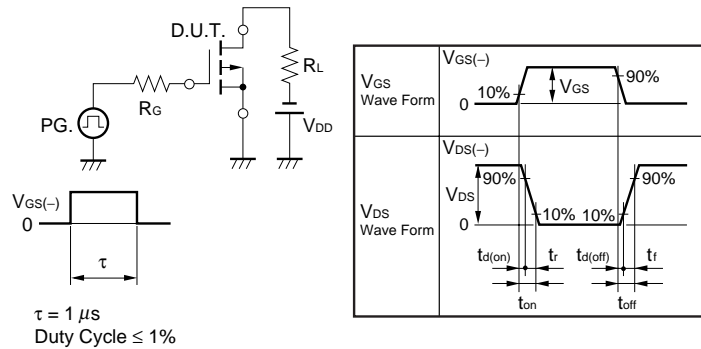 D.U.T.
RL
RG
PG.
VDD
VGS(−)
0
τ
τ = 1 μs
Duty Cycle ≤ 1%
VGS
Wave Form
VGS(−)
10%
VGS
90%
0
VDS
Wave Form
VDS(−)
90%
VDS
90%
10% 10%
0
td(on) tr td(off) tf
ton toff